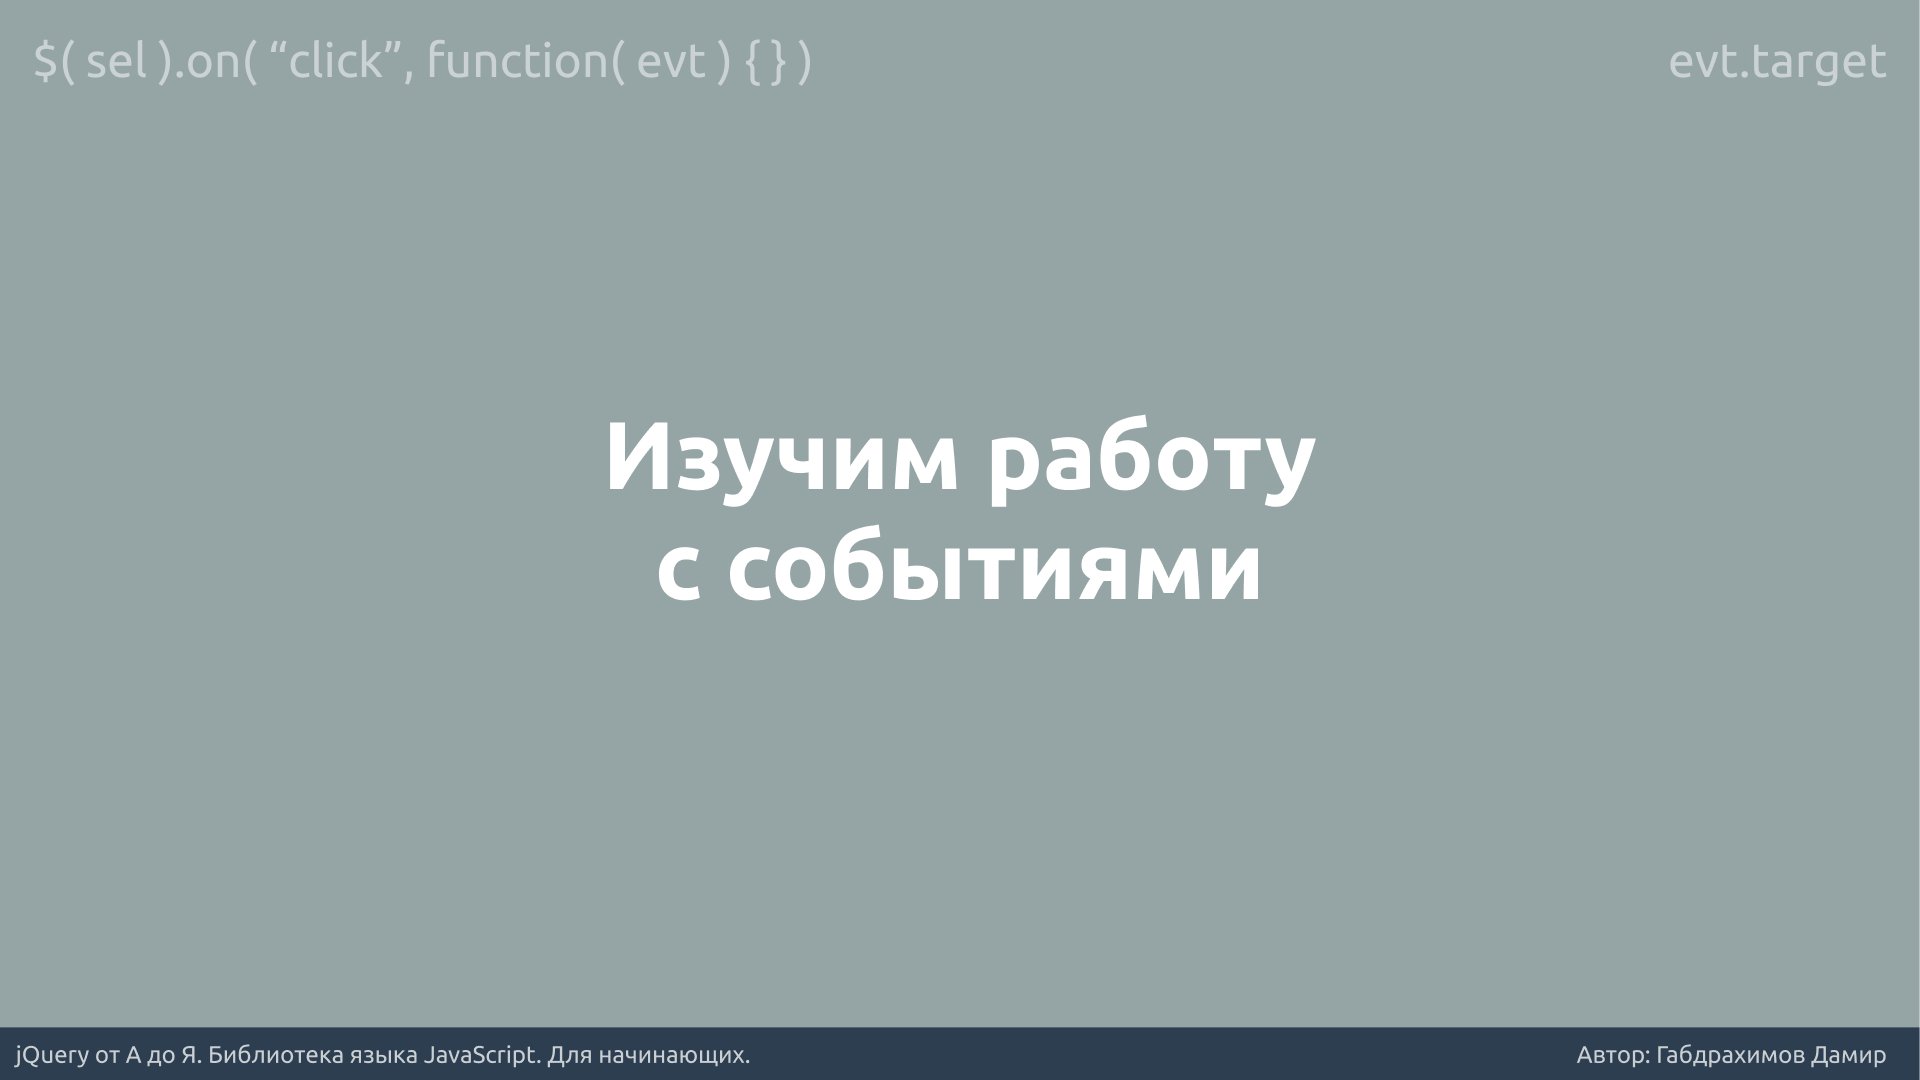 $( sel ).on( “click”, function( evt ) { } )
evt.target
Изучим работу
с событиями
jQuery от А до Я. Библиотека языка JavaScript. Для начинающих.
Автор: Габдрахимов Дамир